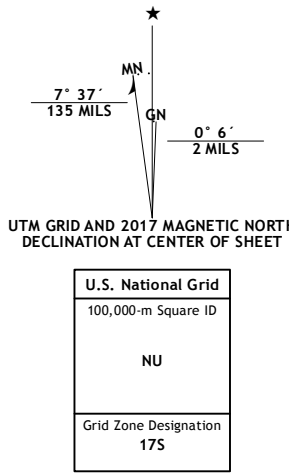 ★
MN
GN
7° 37´
135 MILS
0° 6´
2 MILS
UTM GRID AND 2017 MAGNETIC NORTH
DECLINATION AT CENTER OF SHEET
U.S. National Grid
100,000-m Square ID
NU
Grid Zone Designation
17S